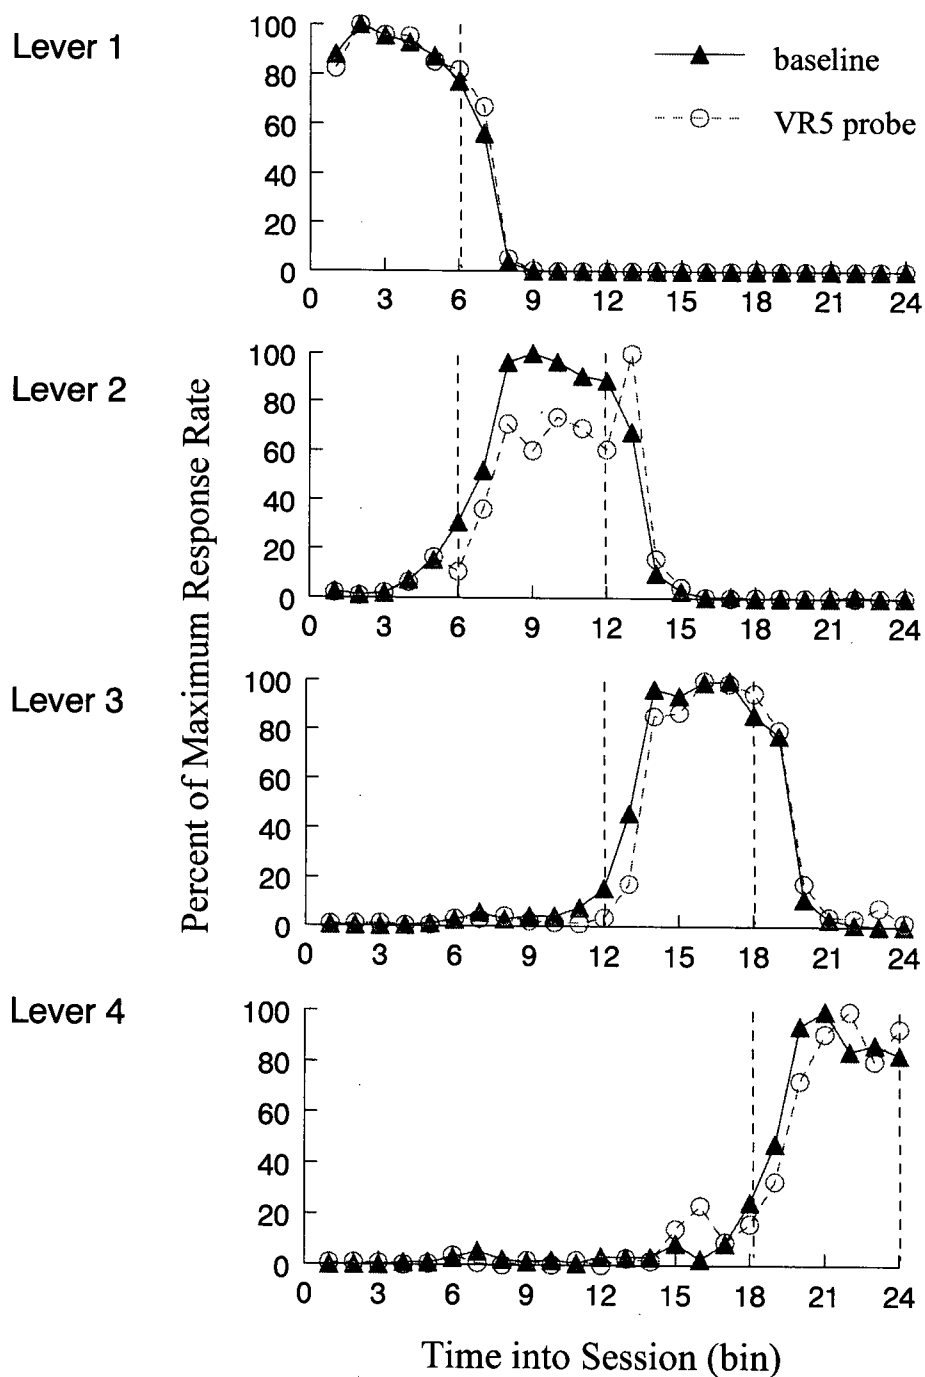 Lever 1
baseline
VR5 probe
100
80
60
40
20
0
0 3 6 9 12 15 18 21 24
Lever 2
100
80
60
40
20
0
0 3 6 9 12 15 18 21 24
Percent of Maximum Response Rate
Lever 3
100
80
60
40
20
0
0 3 6 9 12 15 18 21 24
Lever 4
100
80
60
40
20
0
0 3 6 9 12 15 18 21 24
Time into Session (bin)